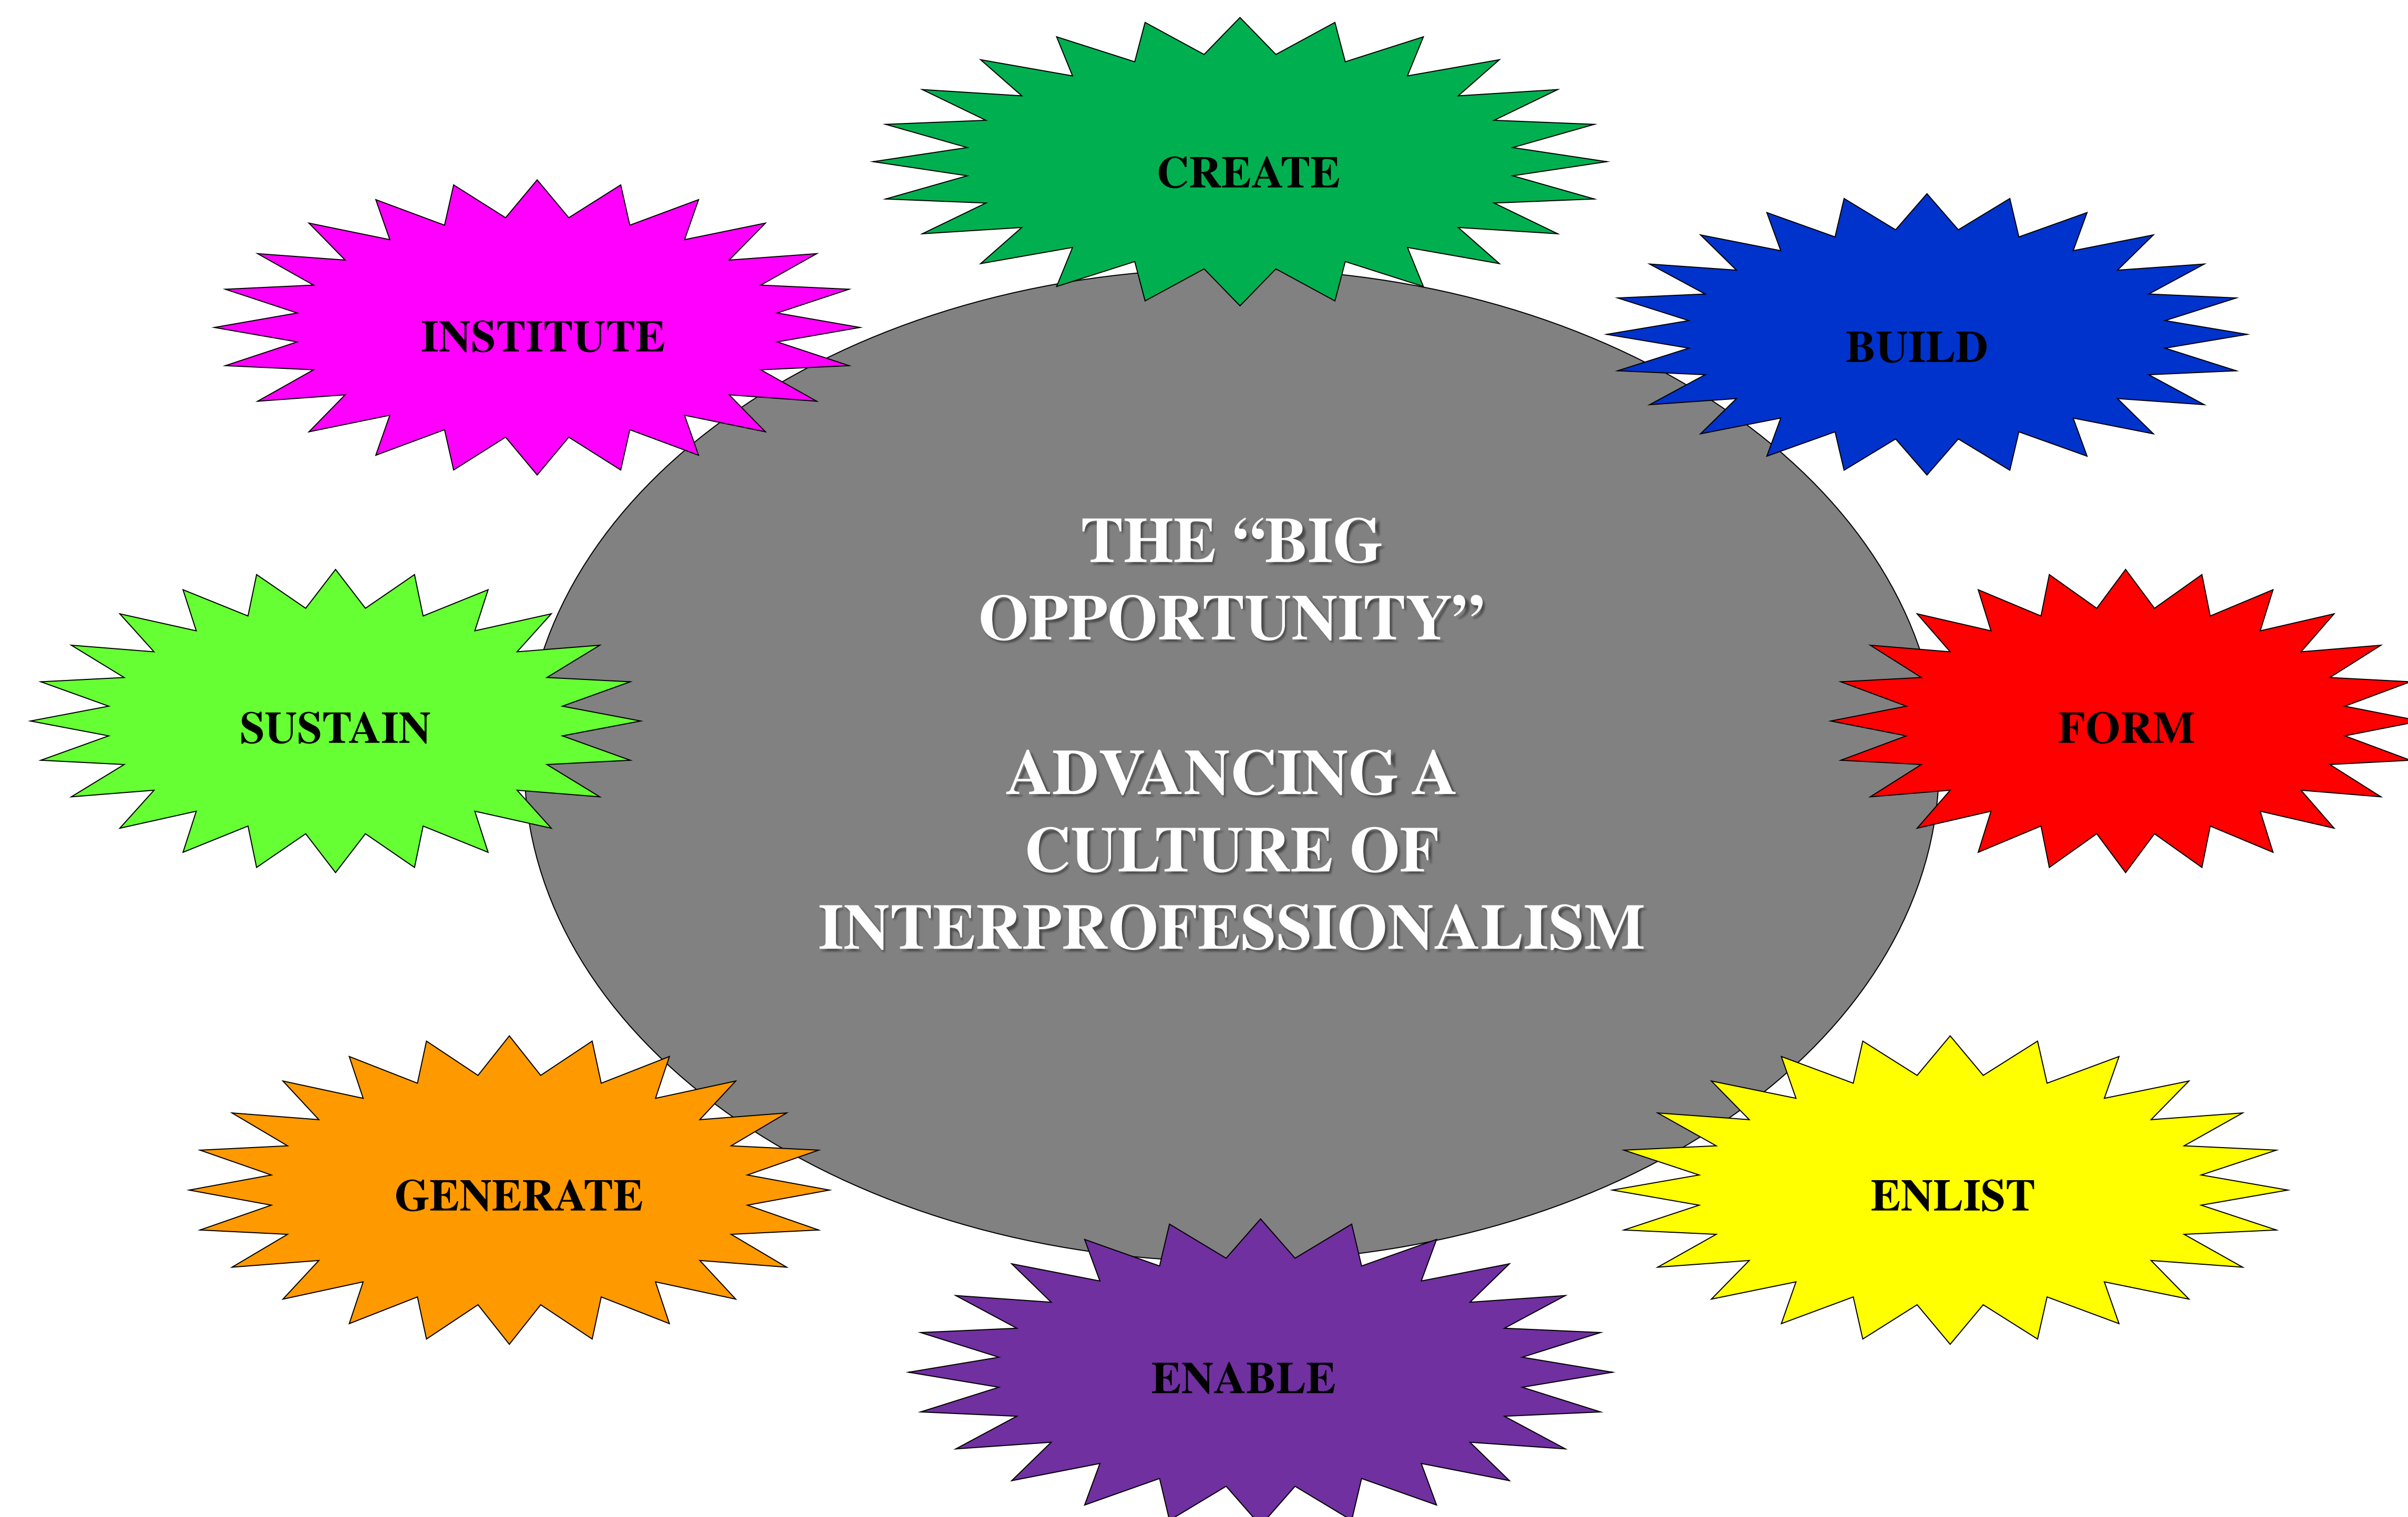 CREATE
INSTITUTE
BUILD
THE “BIG
OPPORTUNITY”
SUSTAIN
FORM
ADVANCING A
CULTURE OF
INTERPROFESSIONALISM
GENERATE
ENLIST
ENABLE